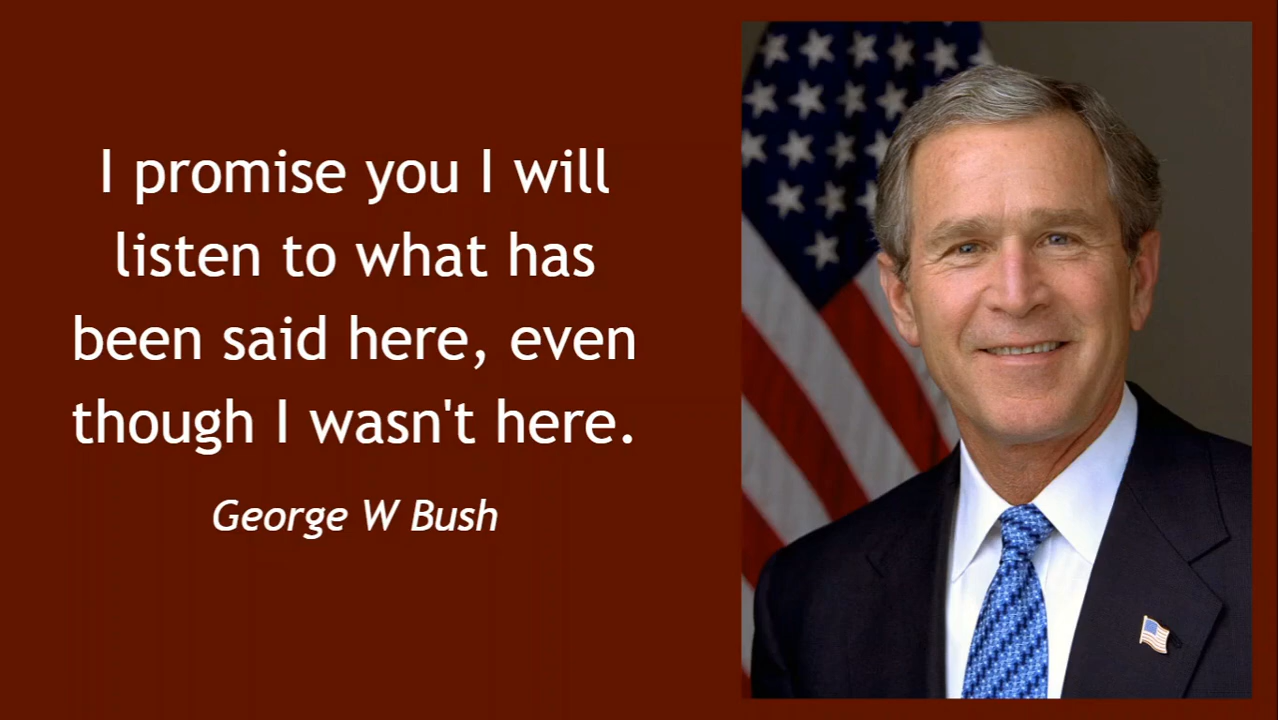 I promise you I will
listen to what has
been said here, even
though I wasn't here.
George W Bush